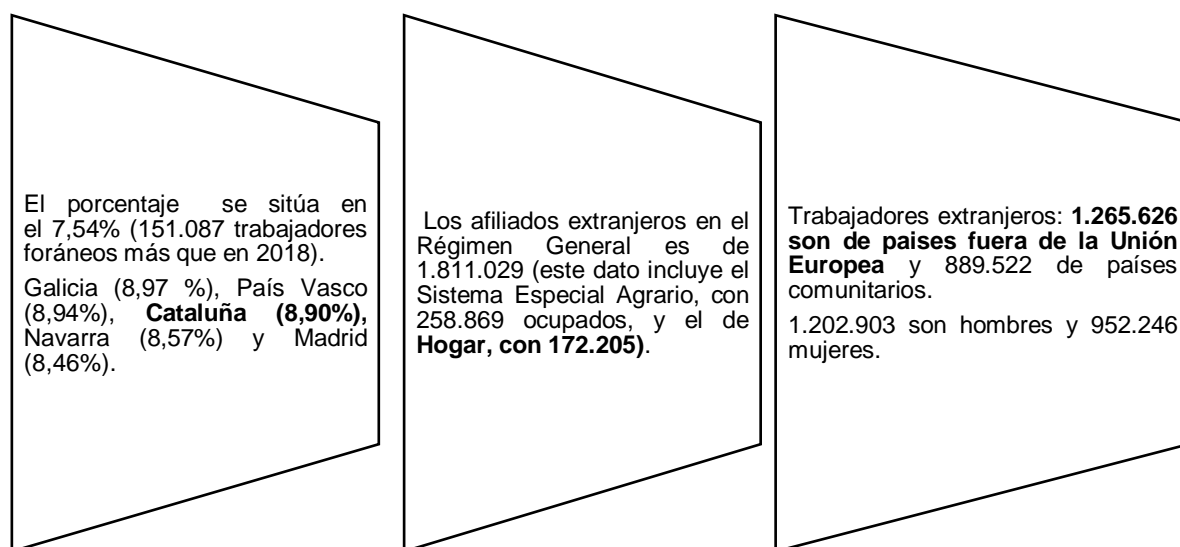 El porcentaje se sitúa en
el 7,54% (151.087 trabajadores
foráneos más que en 2018).
Galicia (8,97 %), País Vasco
(8,94%), Cataluña (8,90%),
Navarra (8,57%) y Madrid
(8,46%).
Los afiliados extranjeros en el
Régimen General es de
1.811.029 (este dato incluye el
Sistema Especial Agrario, con
258.869 ocupados, y el de
Hogar, con 172.205).
Trabajadores extranjeros: 1.265.626
son de paises fuera de la Unión
Europea y 889.522 de países
comunitarios.
1.202.903 son hombres y 952.246
mujeres.